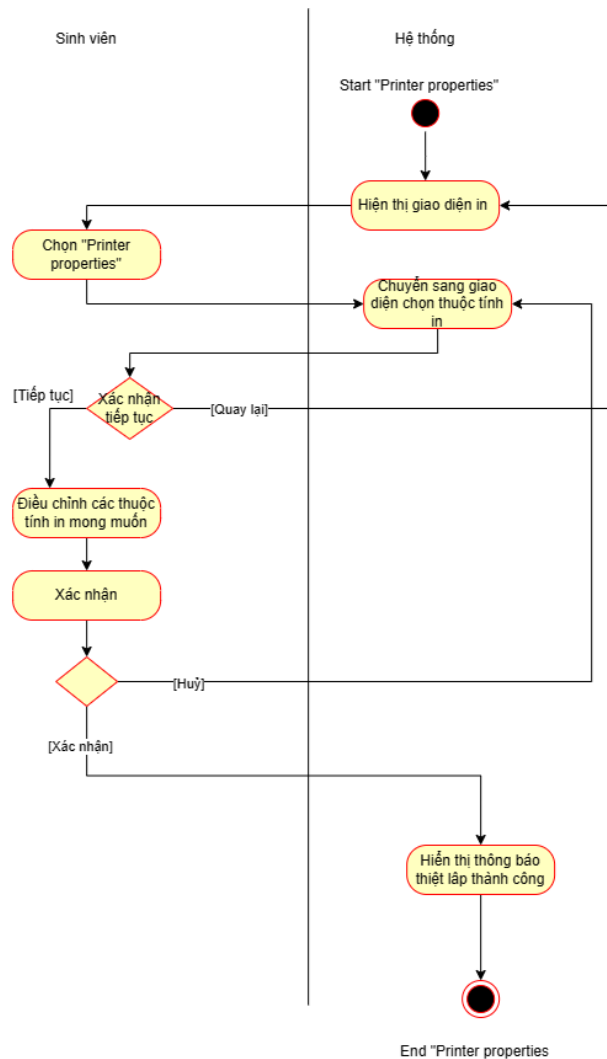 Sinh viên
Hệ thống
Start "Printer properties"
Hiện thị giao diện in
Chọn "Printer
properties"
Chuyển sang giao
diện chọn thuộc tính
in
[Tiếp tục]
Xác nhận
tiếp tục
[Quay lại]
Điều chỉnh các thuộc
tính in mong muốn
Xác nhận
[Huỷ]
[Xác nhận]
Hiển thị thông báo
thiệt lâp thành công
End "Printer properties